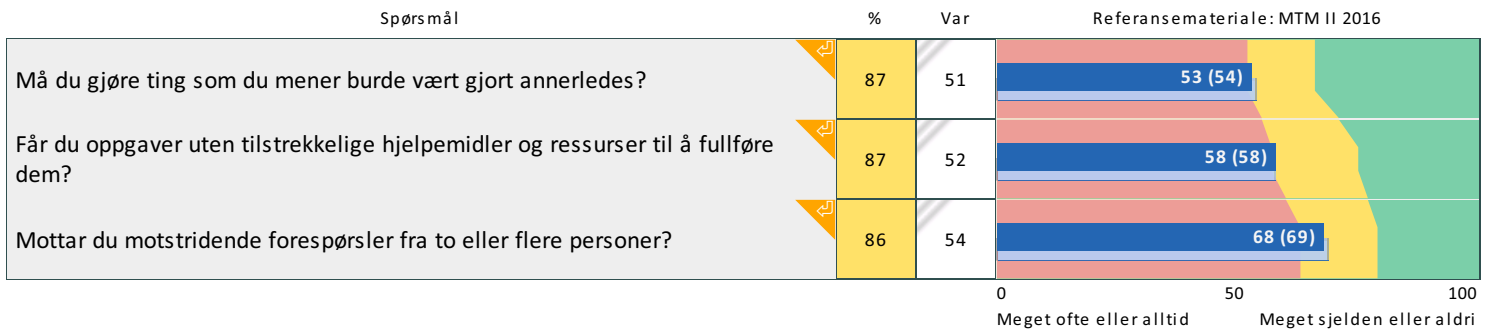 Spørsmål % Var Referansemateriale: MTM II 2016
Må du gjøre ting som du mener burde vært gjort annerledes? 87 51 53 (54)
Får du oppgaver uten tilstrekkelige hjelpemidler og ressurser til å fullføre
dem? 87 52 58 (58)
Mottar du motstridende forespørsler fra to eller flere personer? 86 54 68 (69)
0 50 100
Meget ofte eller alltid Meget sjelden eller aldri